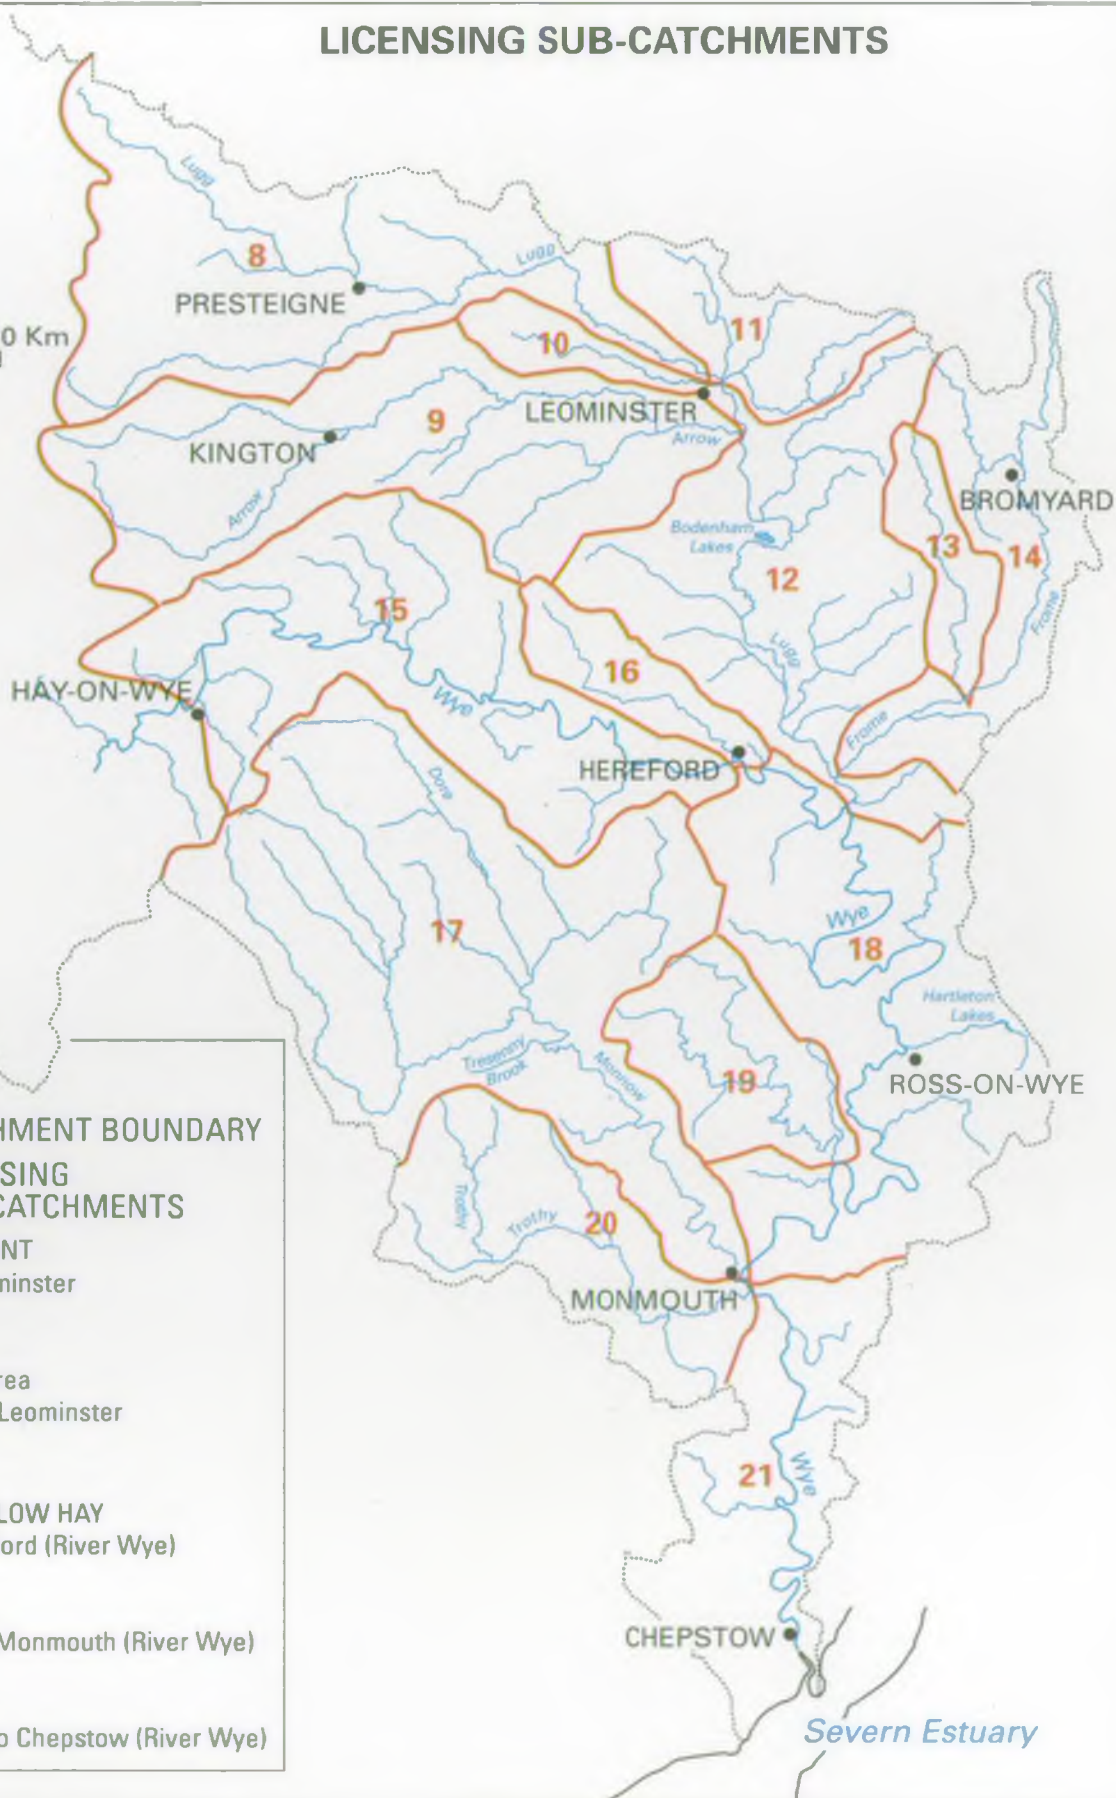 LICENSING SUB-CATCHMENTS
Lugg
8
Lugg
PRESTEIGNE
0 Km
10
11
LEOMINSTER
9
KINGTON
Arrow
Arrow
BROMYARD
Bodenham
Lakes
13
14
12
15
Frome
Lugg
16
HAY-ON-WYE
Wye
Frome
HEREFORD
Dore
Wye
17
18
Hartleton
Lakes
Tresenny
Brook
Monnow
19
ROSS-ON-WYE
HMENT BOUNDARY
SING
CATCHMENTS
NT
minster
rea
Leominster
LOW HAY
ord (River Wye)
Monmouth (River Wye)
o Chepstow (River Wye)
Trothy
Trothy
20
MONMOUTH
21
Wye
CHEPSTOW
Severn Estuary